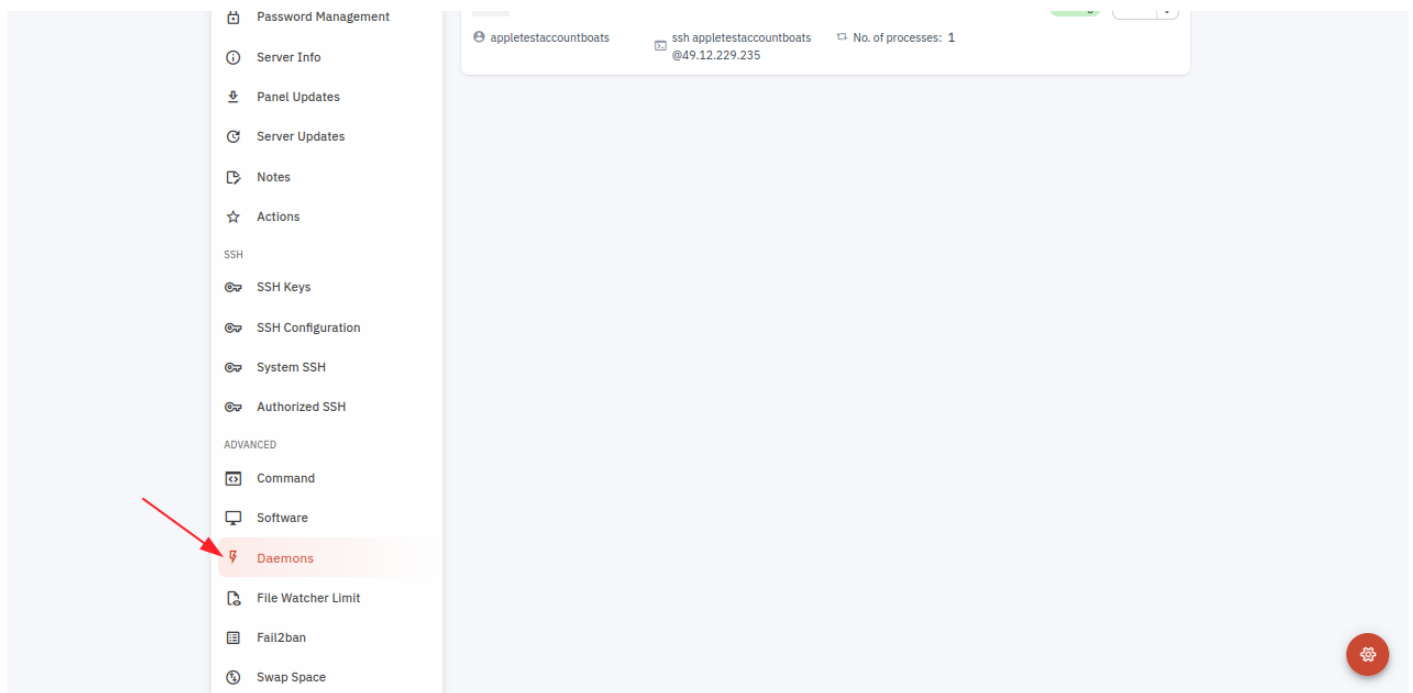 Password Management
appletestaccountboats
ssh appletestaccountboats
@49.12.229.235
No. of processes: 1
Server Info
Panel Updates
Server Updates
Notes
Actions
SSH
SSH Keys
SSH Configuration
System SSH
Authorized SSH
ADVANCED
Command
Software
Daemons
File Watcher Limit
Fail2ban
Swap Space